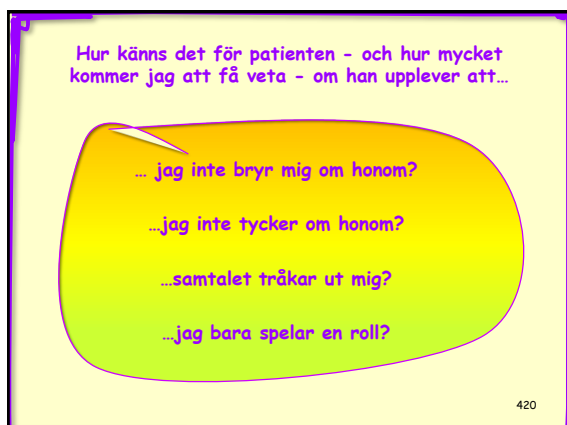 Hur känns det för patienten - och hur mycket
kommer jag att få veta - om han upplever att…
… jag inte bryr mig om honom?
…jag inte tycker om honom?
…samtalet tråkar ut mig?
…jag bara spelar en roll?
420